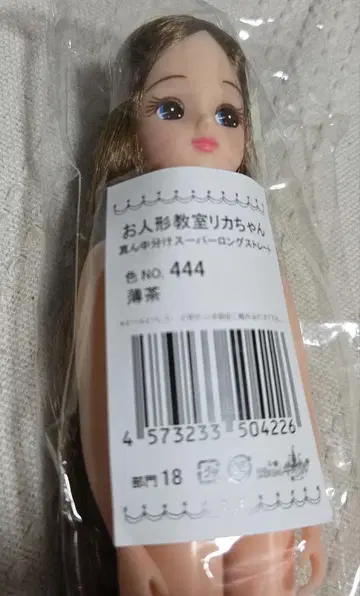 お人形教室リカちゃん
真ん中分けスーパーロングストレート
色 NO. 444
薄茶
4 573233 504226
部門 18